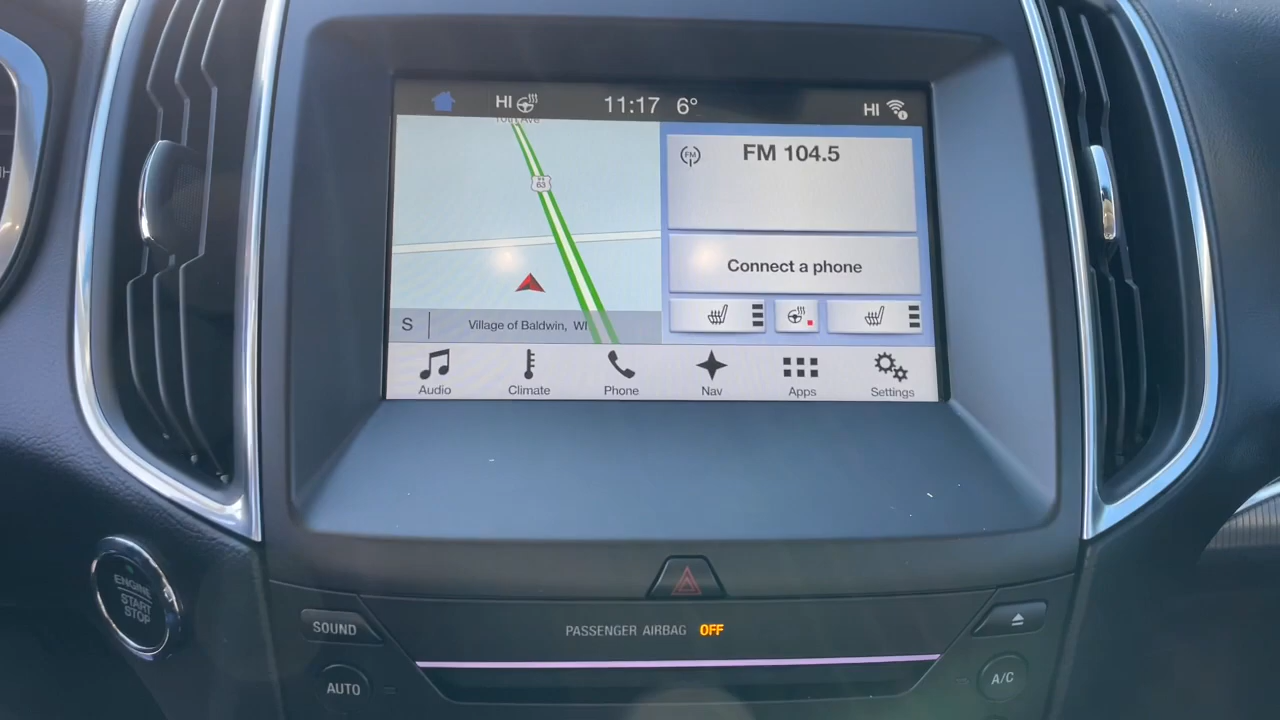 HI 11:17 6° HI
U S
63
FM
FM 104.5
Connect a phone
S Village of Baldwin, WI
Audio Climate Phone Nav Apps Settings
ENGINE
START
STOP
SOUND
PASSENGER AIRBAG OFF
AUTO
A/C